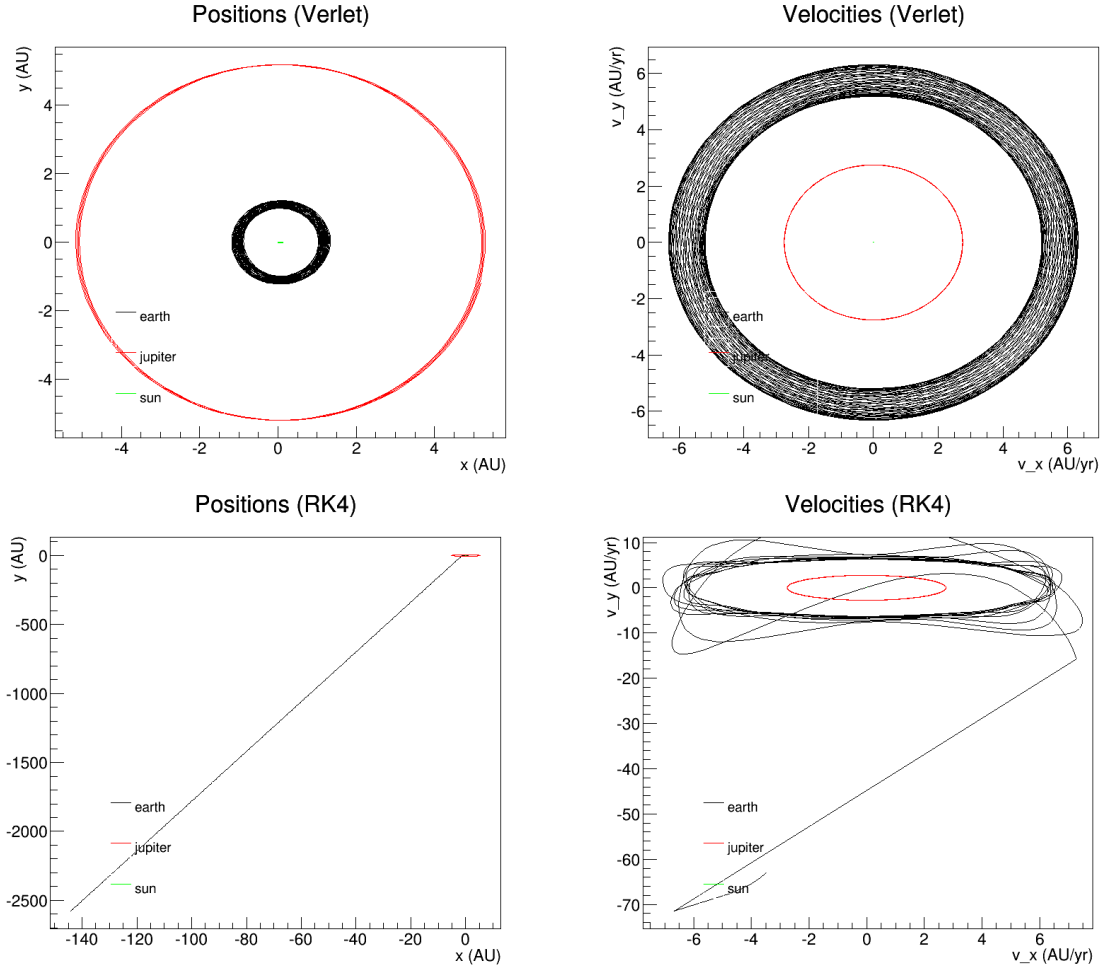 Positions (Verlet)
y (AU)
4
2
0
-2
-4
earth
jupiter
sun
-4 -2 0 2 4
x (AU)
Velocities (Verlet)
v_y (AU/yr)
6
4
2
0
-2
-4
-6
earth
jupiter
sun
-6 -4 -2 0 2 4 6
v_x (AU/yr)
Positions (RK4)
y (AU)
0
-500
-1000
-1500
-2000
-2500
earth
jupiter
sun
-140 -120 -100 -80 -60 -40 -20 0
x (AU)
Velocities (RK4)
v_y (AU/yr)
10
0
-10
-20
-30
-40
-50
-60
-70
earth
jupiter
sun
-6 -4 -2 0 2 4 6
v_x (AU/yr)